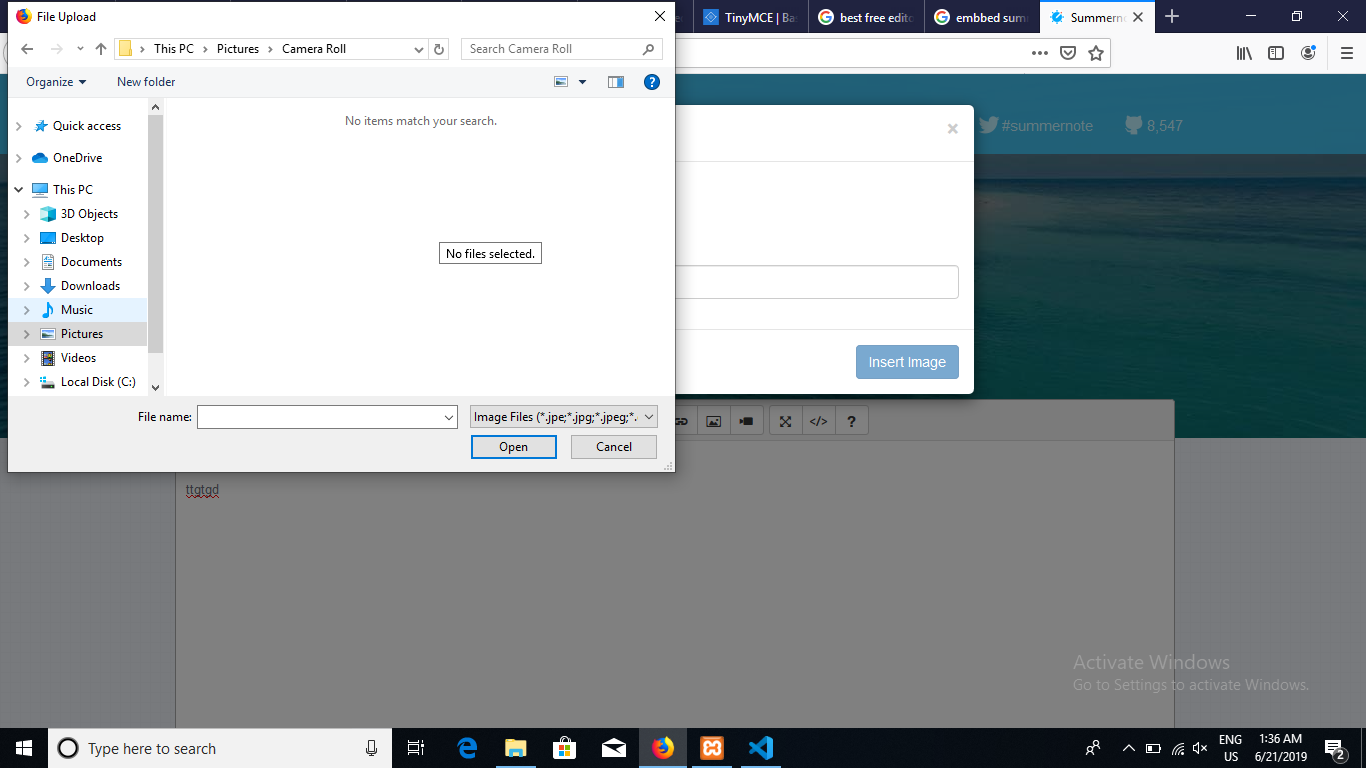 File Upload
TinyMCE | Ba
best free edito
embbed sum
Summern
This PC
Pictures
Camera Roll
Search Camera Roll
Organize
New folder
Quick access
OneDrive
This PC
3D Objects
Desktop
Documents
Downloads
Music
Pictures
Videos
Local Disk (C:)
No items match your search.
No files selected.
File name:
Image Files (*.jpe;*.jpg;*.jpeg;*.
Open
Cancel
×
#summernote
8,547
Insert Image
</>
?
ttgtgd
Activate Windows
Go to Settings to activate Windows.
Type here to search
ENG
US
1:36 AM
6/21/2019
2